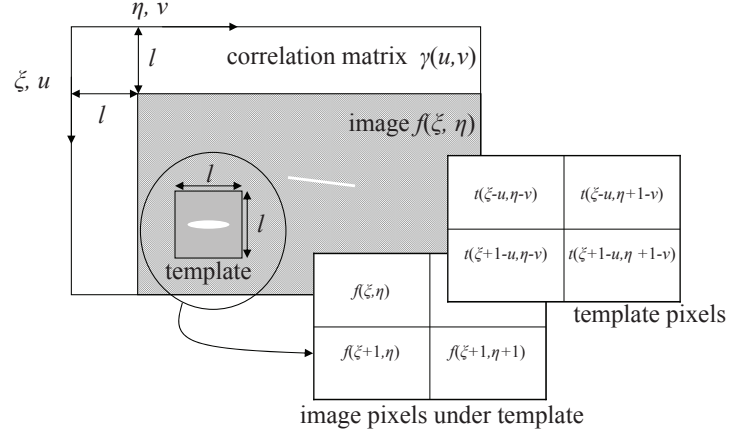 η, v
l
correlation matrix γ(u,v)
ξ, u
l
image f(ξ, η)
l
l
template
t(ξ-u,η-v) t(ξ-u,η+1-v)
t(ξ+1-u,η-v) t(ξ+1-u,η +1-v)
template pixels
f(ξ,η)
f(ξ+1,η) f(ξ+1,η+1)
image pixels under template